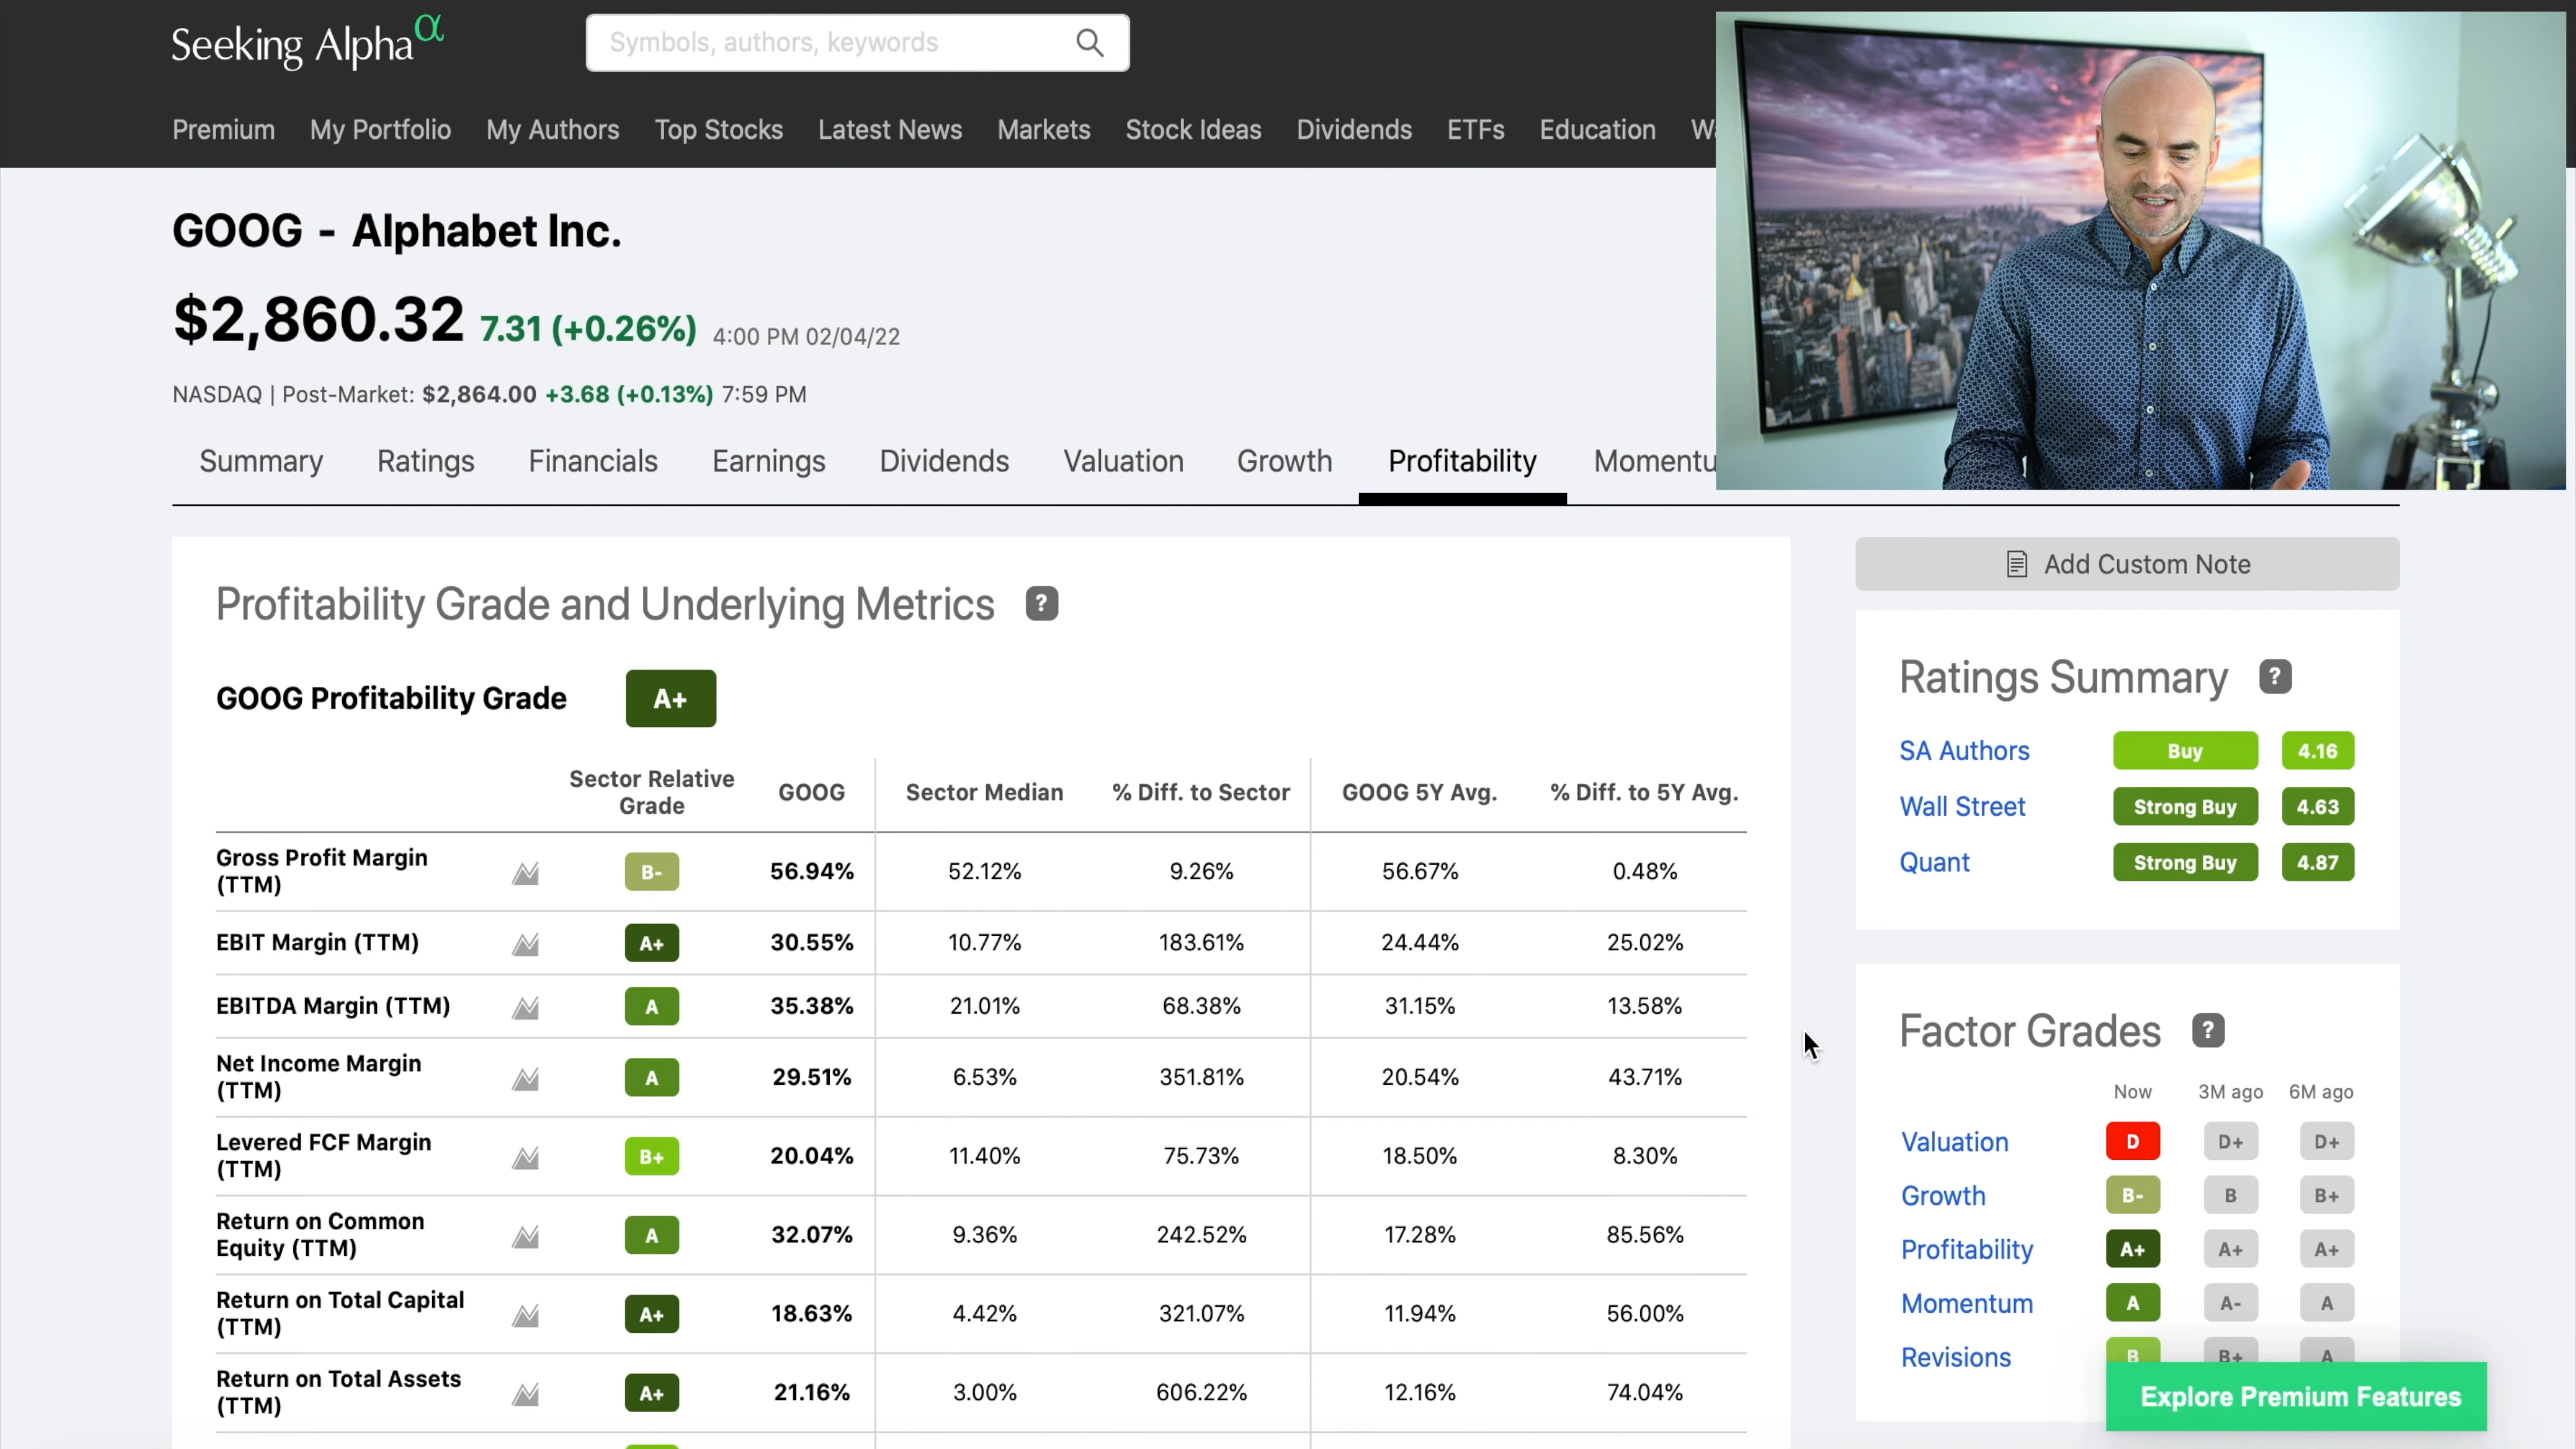 Seeking Alpha α
Symbols, authors, keywords
Premium My Portfolio My Authors Top Stocks Latest News Markets Stock Ideas Dividends ETFs Education
GOOG - Alphabet Inc.
$2,860.32 7.31 (+0.26%) 4:00 PM 02/04/22
NASDAQ | Post-Market: $2,864.00 +3.68 (+0.13%) 7:59 PM
Summary Ratings Financials Earnings Dividends Valuation Growth Profitability Momentu
Profitability Grade and Underlying Metrics ?
GOOG Profitability Grade A+
Sector Relative
Grade
GOOG Sector Median % Diff. to Sector GOOG 5Y Avg. % Diff. to 5Y Avg.
Gross Profit Margin
(TTM)
B- 56.94% 52.12% 9.26% 56.67% 0.48%
EBIT Margin (TTM) A+ 30.55% 10.77% 183.61% 24.44% 25.02%
EBITDA Margin (TTM) A 35.38% 21.01% 68.38% 31.15% 13.58%
Net Income Margin
(TTM)
A 29.51% 6.53% 351.81% 20.54% 43.71%
Levered FCF Margin
(TTM)
B+ 20.04% 11.40% 75.73% 18.50% 8.30%
Return on Common
Equity (TTM)
A 32.07% 9.36% 242.52% 17.28% 85.56%
Return on Total Capital
(TTM)
A+ 18.63% 4.42% 321.07% 11.94% 56.00%
Return on Total Assets
(TTM)
A+ 21.16% 3.00% 606.22% 12.16% 74.04%
Add Custom Note
Ratings Summary ?
SA Authors Buy 4.16
Wall Street Strong Buy 4.63
Quant Strong Buy 4.87
Factor Grades ?
Now 3M ago 6M ago
Valuation D D+ D+
Growth B- B B+
Profitability A+ A+ A+
Momentum A A- A
Revisions B B+ A
Explore Premium Features